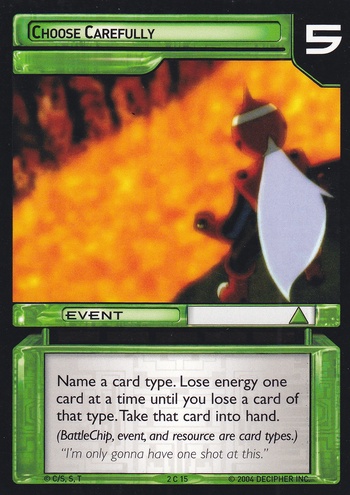 CHOOSE CAREFULLY
5
EVENT
Name a card type. Lose energy one
card at a time until you lose a card of
that type. Take that card into hand.
(BattleChip, event, and resource are card types.)
"I'm only gonna have one shot at this."
© C/S, S, T 2 C 15 © 2004 DECIPHER INC.